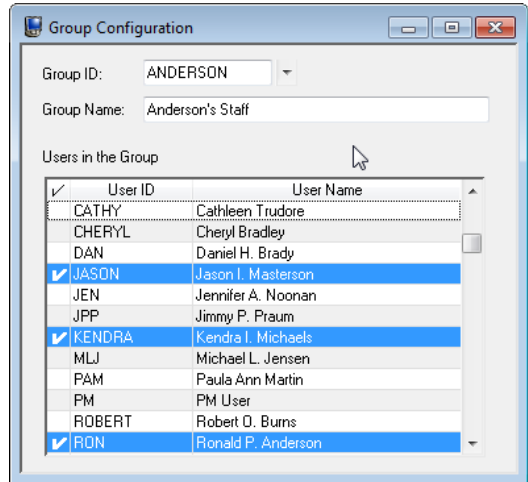 Group Configuration
Group ID: ANDERSON
Group Name: Anderson's Staff
Users in the Group
User ID User Name
CATHY Cathleen Trudore
CHERYL Cheryl Bradley
DAN Daniel H. Brady
JASON Jason I. Masterson
JEN Jennifer A. Noonan
JPP Jimmy P. Praum
KENDRA Kendra I. Michaels
MLJ Michael L. Jensen
PAM Paula Ann Martin
PM PM User
ROBERT Robert O. Burns
RON Ronald P. Anderson